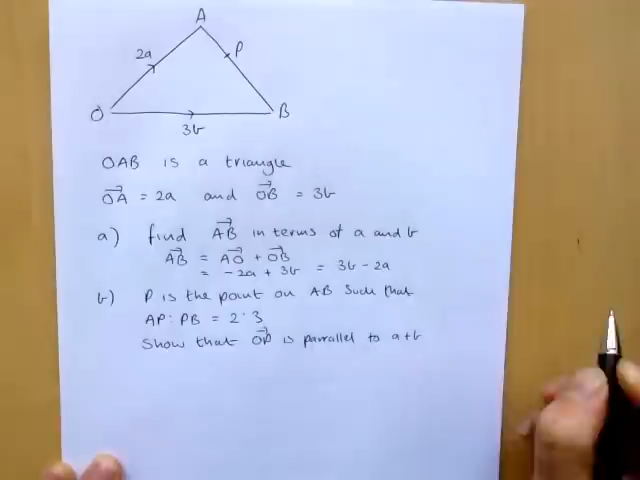 A
2a
P
O
B
3b
OAB is a triangle
OA = 2a and OB = 3b
a) find AB in terms of a and b
AB = AO + OB
= -2a + 3b = 3b - 2a
b) P is the point on AB such that
AP : PB = 2 : 3
Show that OP is parrallel to a+b